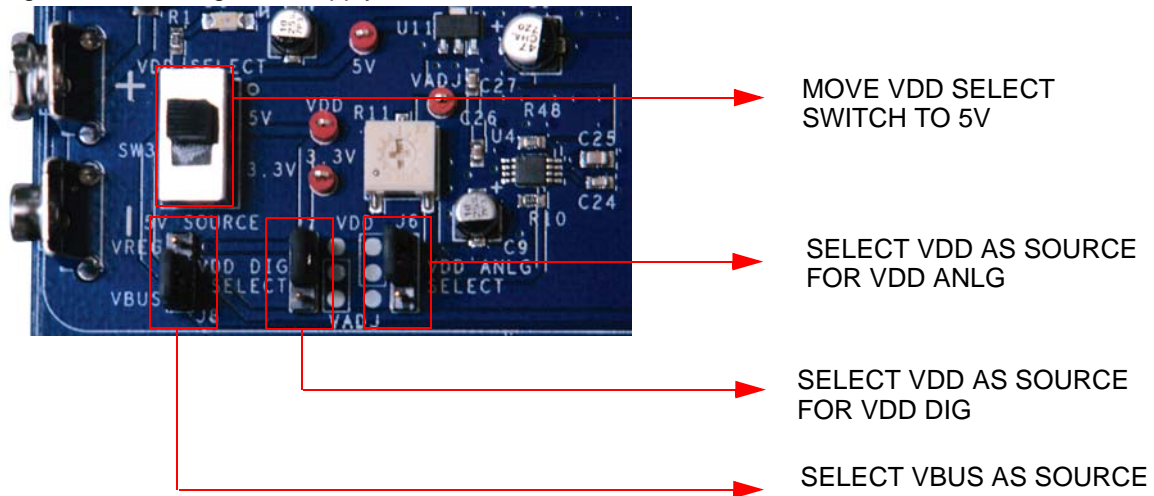 R1
U11
5V
VDD SELECT
VADJ
C27
5V
VDD
R11
C26
R48
U4
C25
SW3
3.3V
3.3V
C24
R10
5V SOURCE
VDD
J6
VREG
C9
VDD DIG
SELECT
VDD ANLG
SELECT
VBUS
J8
VADJ
MOVE VDD SELECT
SWITCH TO 5V
SELECT VDD AS SOURCE
FOR VDD ANLG
SELECT VDD AS SOURCE
FOR VDD DIG
SELECT VBUS AS SOURCE